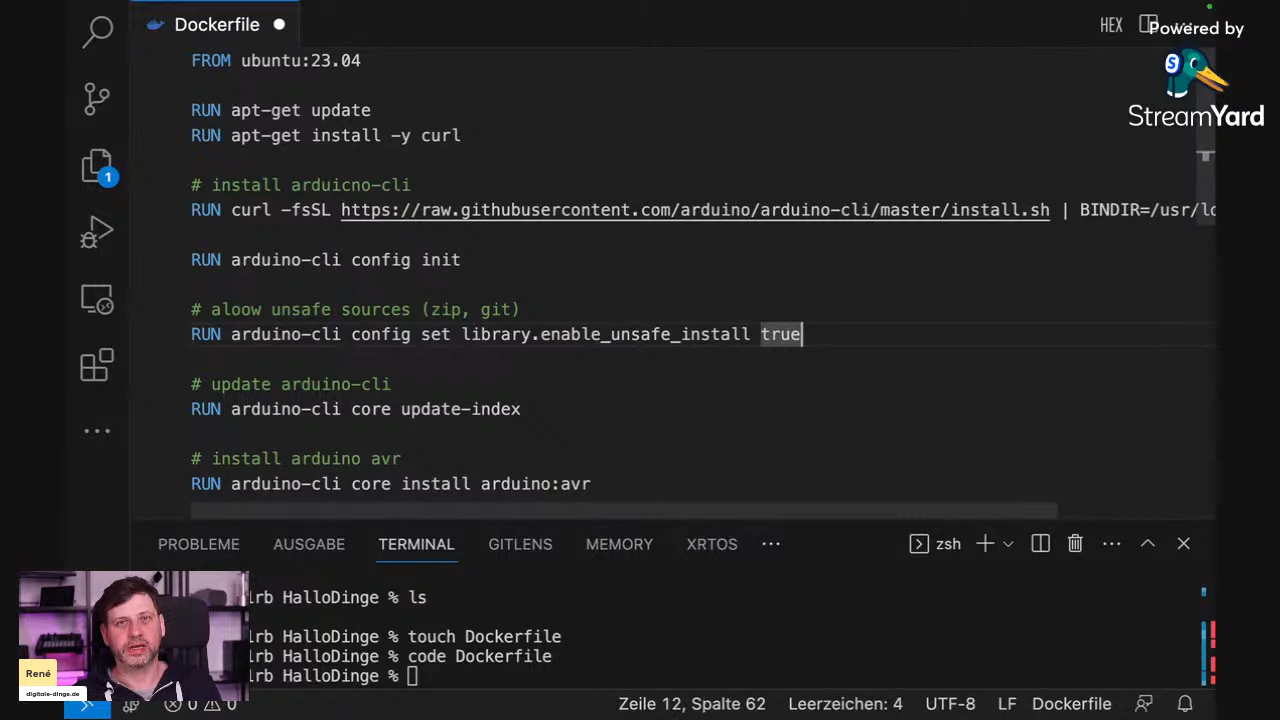 Dockerfile
HEX
Powered by
StreamYard
FROM ubuntu:23.04
RUN apt-get update
RUN apt-get install -y curl
# install arduicno-cli
RUN curl -fsSL https://raw.githubusercontent.com/arduino/arduino-cli/master/install.sh | BINDIR=/usr/lo
RUN arduino-cli config init
# aloow unsafe sources (zip, git)
RUN arduino-cli config set library.enable_unsafe_install true
# update arduino-cli
RUN arduino-cli core update-index
# install arduino avr
RUN arduino-cli core install arduino:avr
1
PROBLEME AUSGABE TERMINAL GITLENS MEMORY XRTOS
zsh
lrb HalloDinge % ls
lrb HalloDinge % touch Dockerfile
lrb HalloDinge % code Dockerfile
lrb HalloDinge %
René
digitale-dinge.de
0 0 Zeile 12, Spalte 62 Leerzeichen: 4 UTF-8 LF Dockerfile